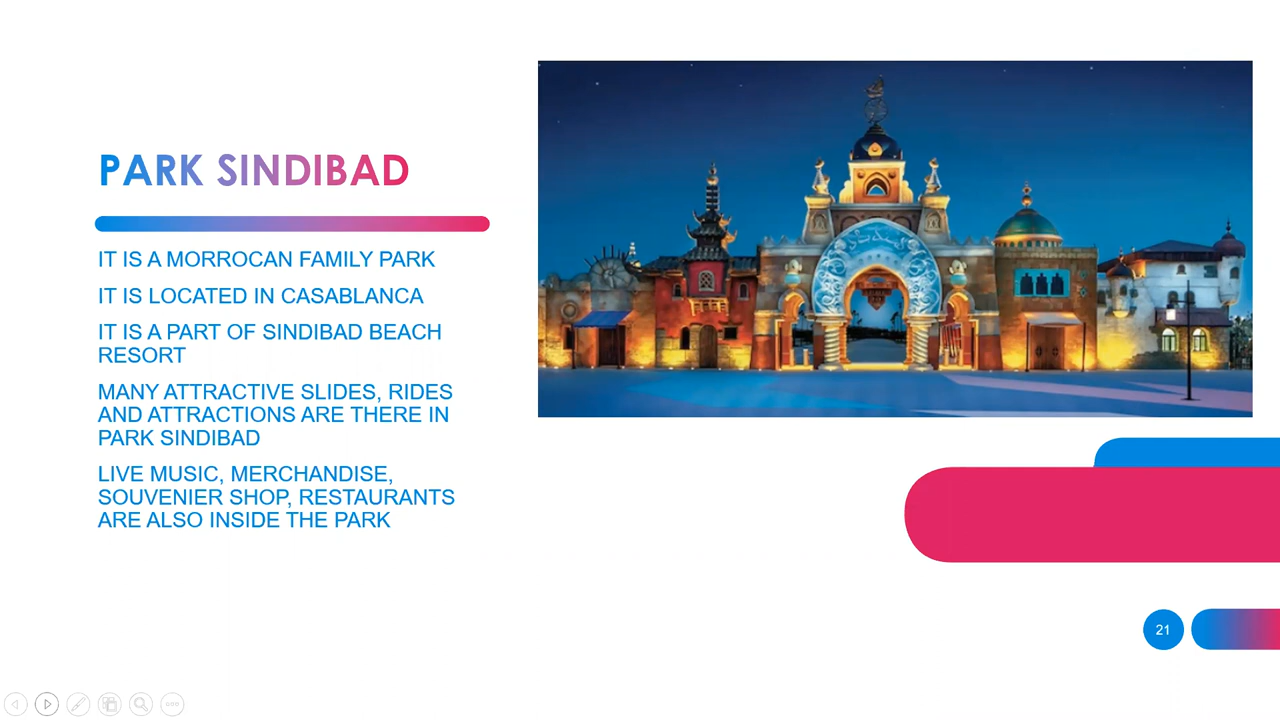 PARK SINDIBAD
IT IS A MORROCAN FAMILY PARK
IT IS LOCATED IN CASABLANCA
IT IS A PART OF SINDIBAD BEACH
RESORT
MANY ATTRACTIVE SLIDES, RIDES
AND ATTRACTIONS ARE THERE IN
PARK SINDIBAD
LIVE MUSIC, MERCHANDISE,
SOUVENIER SHOP, RESTAURANTS
ARE ALSO INSIDE THE PARK
21